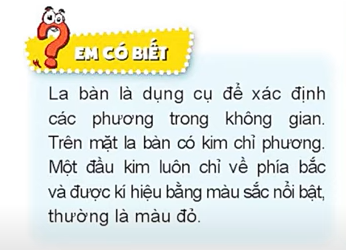 EM CÓ BIẾT
La bàn là dụng cụ để xác định
các phương trong không gian.
Trên mặt la bàn có kim chỉ phương.
Một đầu kim luôn chỉ về phía bắc
và được kí hiệu bằng màu sắc nổi bật,
thường là màu đỏ.